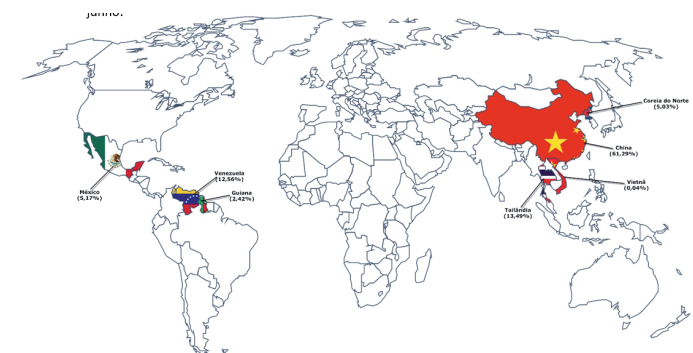 junho.
Coreia do Norte
(5,03%)
China
(61,29%)
Venezuela
(12,56%)
México
(5,17%)
Guiana
(2,42%)
Vietnã
(0,04%)
Tailândia
(13,49%)